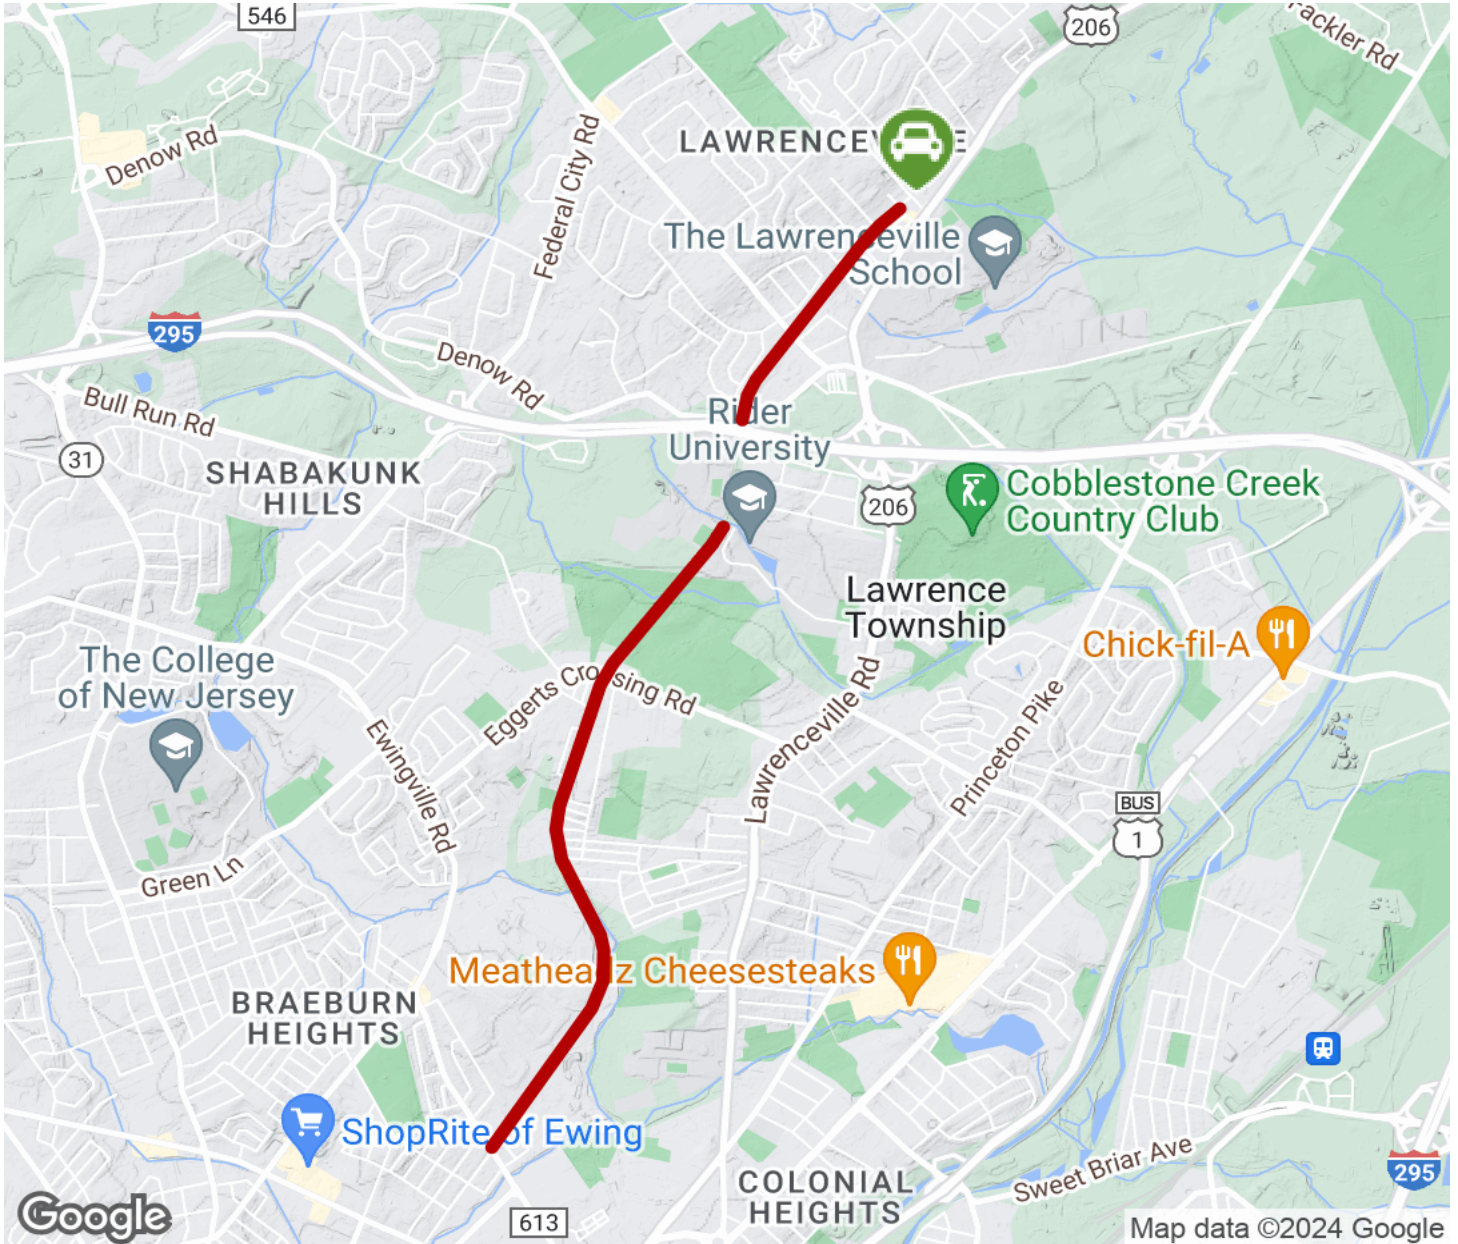 546
206
Fackler Rd
Denow Rd
Federal City Rd
LAWRENCEV E
The Lawrenceville
School
295
Denow Rd
Bull Run Rd
31
SHABAKUNK
HILLS
Rider
University
206
Cobblestone Creek
Country Club
Lawrence
Township
Chick-fil-A
The College
of New Jersey
Eggerts Crossing Rd
Ewingville Rd
Lawrenceville Rd
Princeton Pike
BUS
1
Green Ln
Meatheadz Cheesesteaks
BRAEBURN
HEIGHTS
ShopRite of Ewing
COLONIAL
HEIGHTS
Sweet Briar Ave
295
613
Google
Map data ©2024 Google